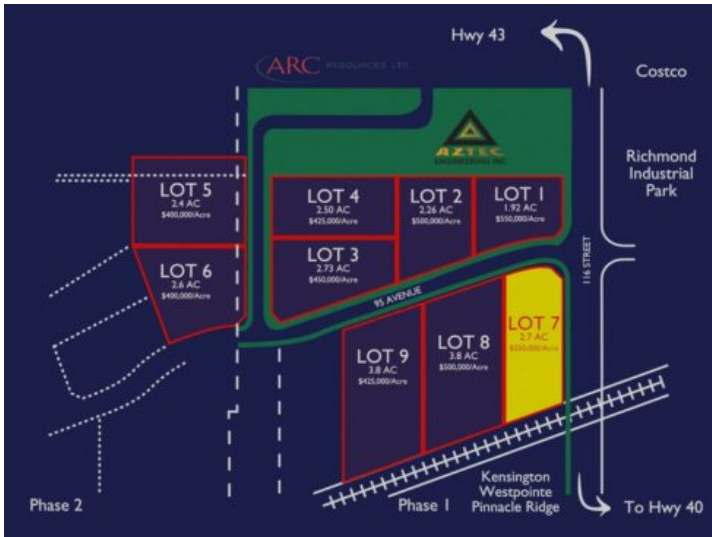 Hwy 43
ARC RESOURCES LTD.
Costco
AZTEC
ENGINEERING INC
Richmond
Industrial
Park
LOT 5
2.4 AC
$400,000/Acre
LOT 4
2.50 AC
$425,000/Acre
LOT 2
2.26 AC
$500,000/Acre
LOT 1
1.92 AC
$550,000/Acre
LOT 6
2.6 AC
$400,000/Acre
LOT 3
2.73 AC
$450,000/Acre
116 STREET
95 AVENUE
LOT 9
3.8 AC
$425,000/Acre
LOT 8
3.8 AC
$500,000/Acre
LOT 7
2.7 AC
$550,000/Acre
Phase 2
Phase 1
Kensington
Westpointe
Pinnacle Ridge
To Hwy 40